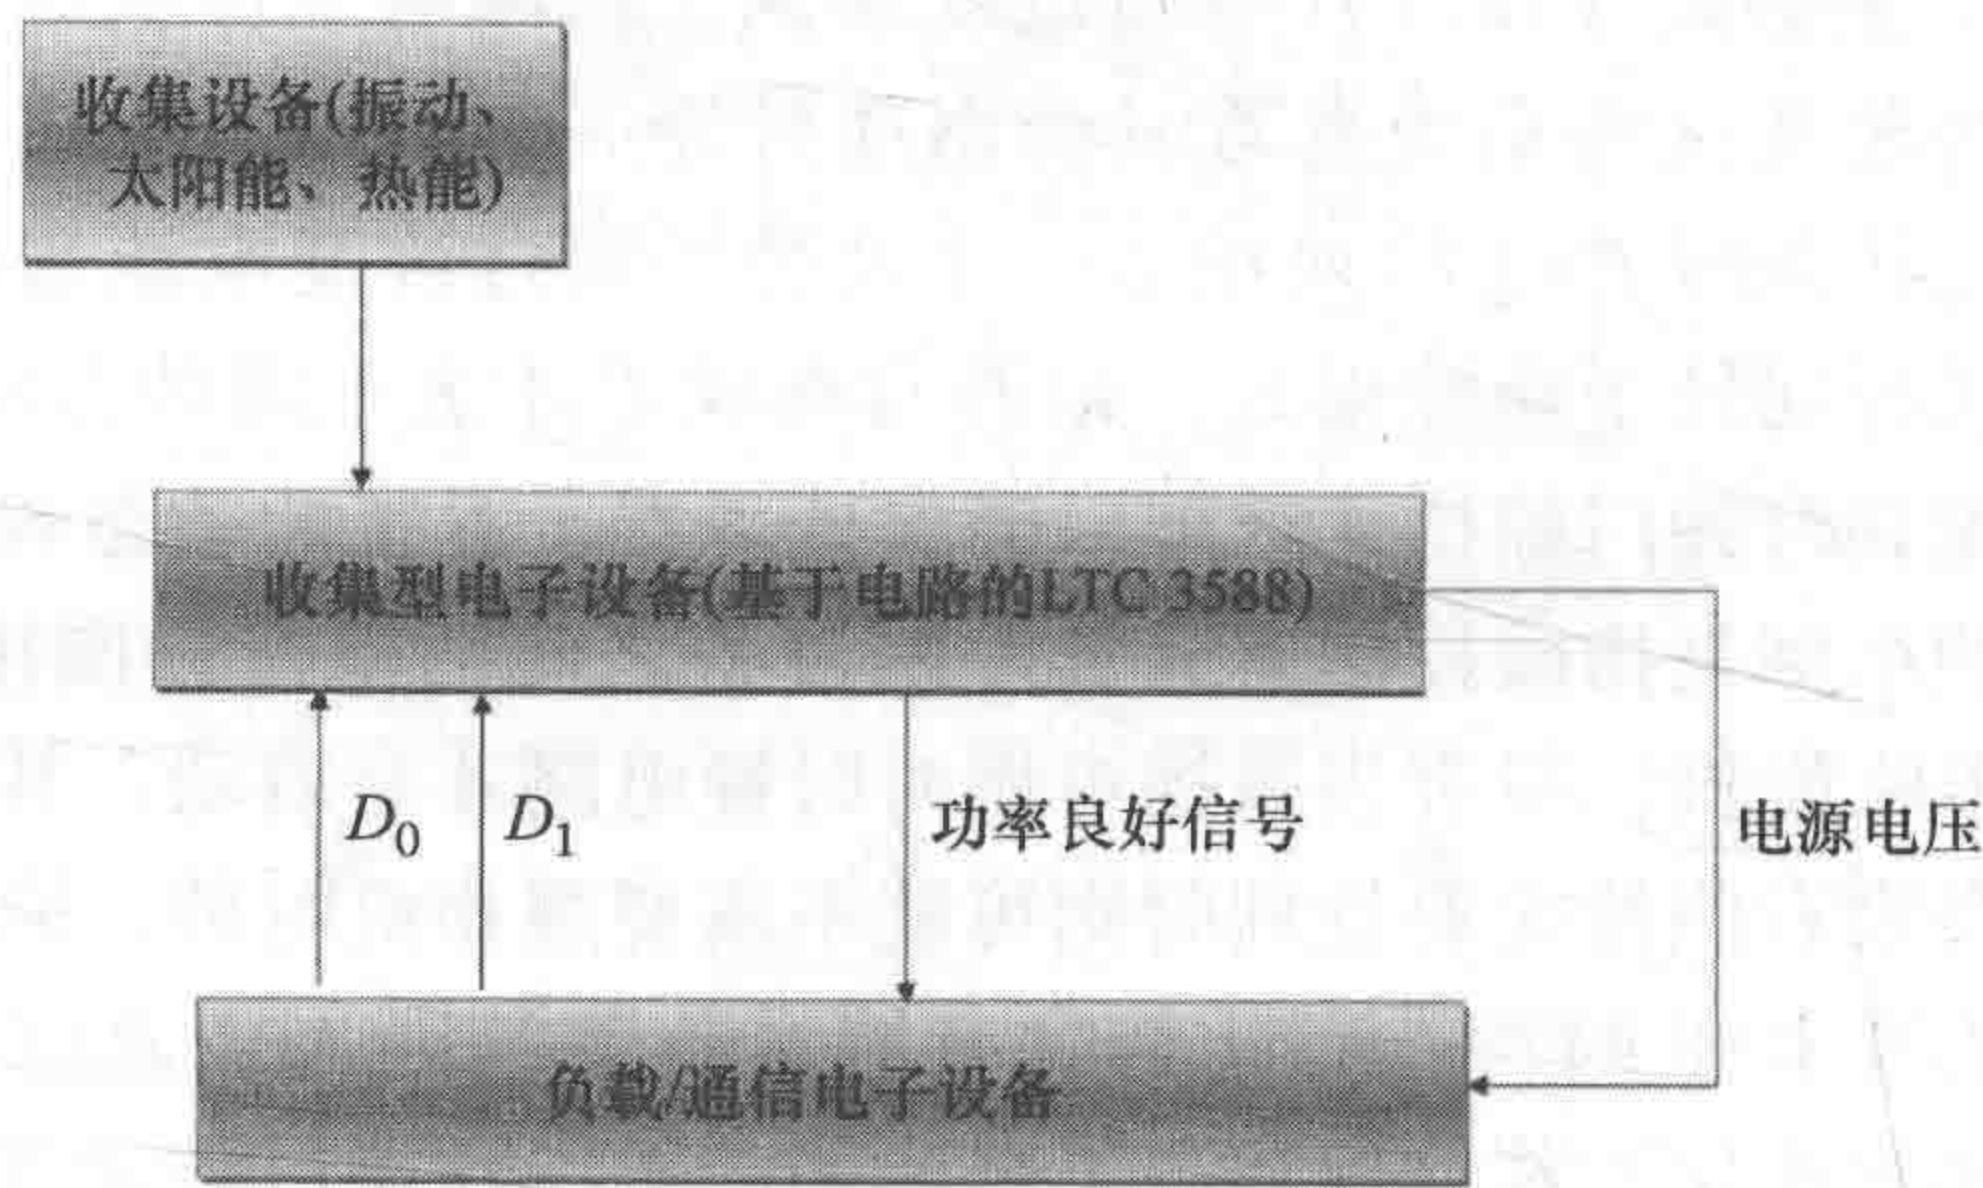 收集设备(振动、
太阳能、热能)
收集型电子设备(基于电路的LTC 3588)
D₀
D₁
功率良好信号
电源电压
负载/通信电子设备